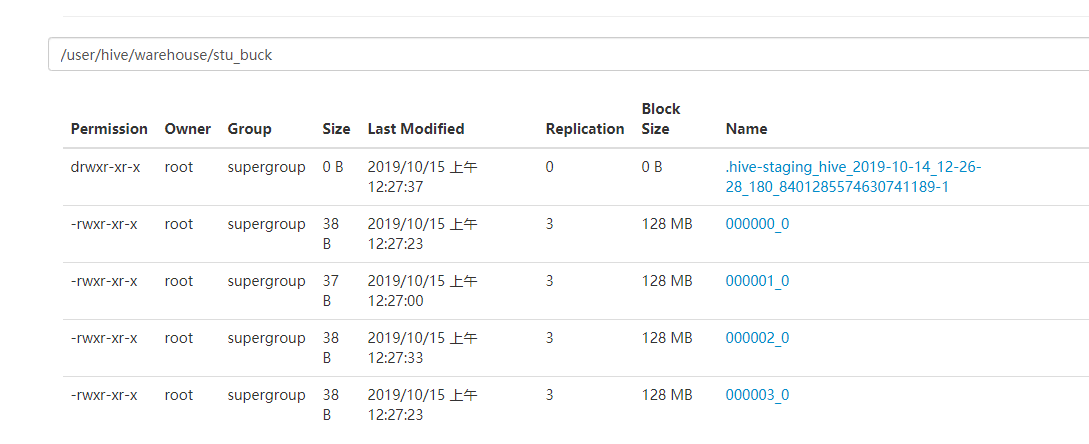 /user/hive/warehouse/stu_buck
Block
Permission Owner Group Size Last Modified Replication Size Name
drwxr-xr-x root supergroup 0 B 2019/10/15 上午 0 0 B .hive-staging_hive_2019-10-14_12-26-
12:27:37 28_180_8401285574630741189-1
-rwxr-xr-x root supergroup 38 2019/10/15 上午 3 128 MB 000000_0
B 12:27:23
-rwxr-xr-x root supergroup 37 2019/10/15 上午 3 128 MB 000001_0
B 12:27:00
-rwxr-xr-x root supergroup 38 2019/10/15 上午 3 128 MB 000002_0
B 12:27:33
-rwxr-xr-x root supergroup 38 2019/10/15 上午 3 128 MB 000003_0
B 12:27:23